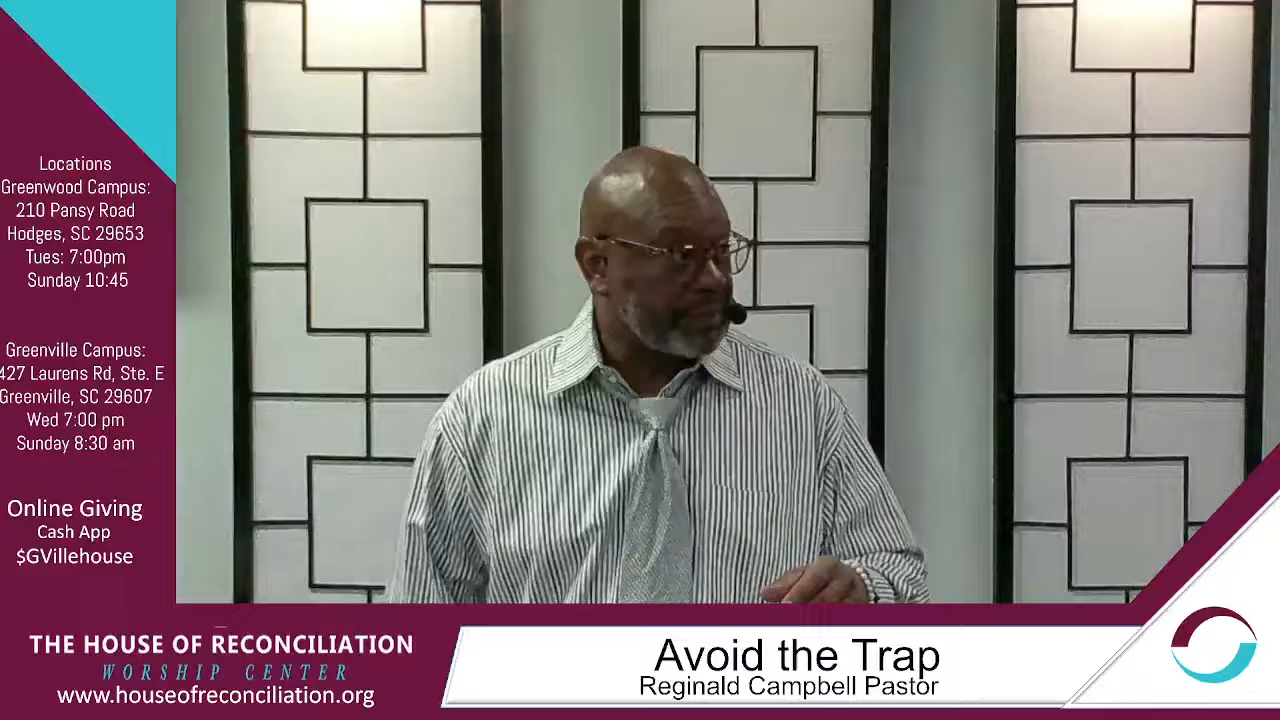 Locations
Greenwood Campus:
210 Pansy Road
Hodges, SC 29653
Tues: 7:00pm
Sunday 10:45
Greenville Campus:
427 Laurens Rd, Ste. E
Greenville, SC 29607
Wed 7:00 pm
Sunday 8:30 am
Online Giving
Cash App
$GVillehouse
THE HOUSE OF RECONCILIATION
WORSHIP CENTER
www.houseofreconciliation.org
Avoid the Trap
Reginald Campbell Pastor